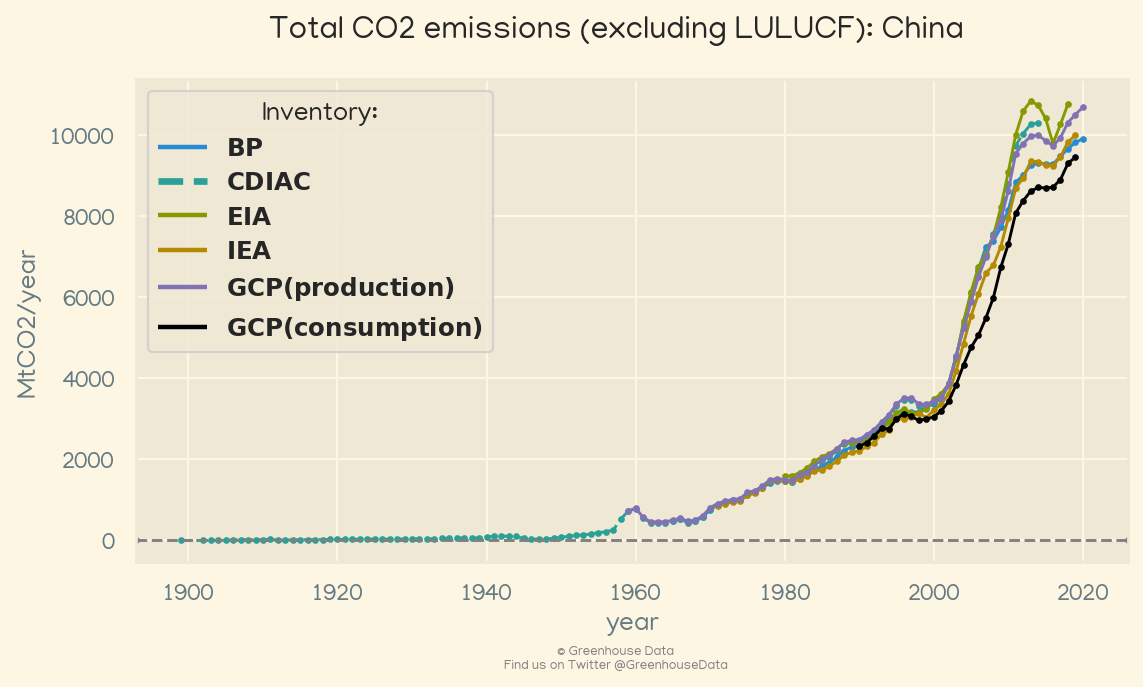 Total CO2 emissions (excluding LULUCF): China
Inventory:
BP
CDIAC
EIA
IEA
GCP(production)
GCP(consumption)
MtCO2/year
10000
8000
6000
4000
2000
0
1900
1920
1940
1960
1980
2000
2020
year
© Greenhouse Data
Find us on Twitter @GreenhouseData